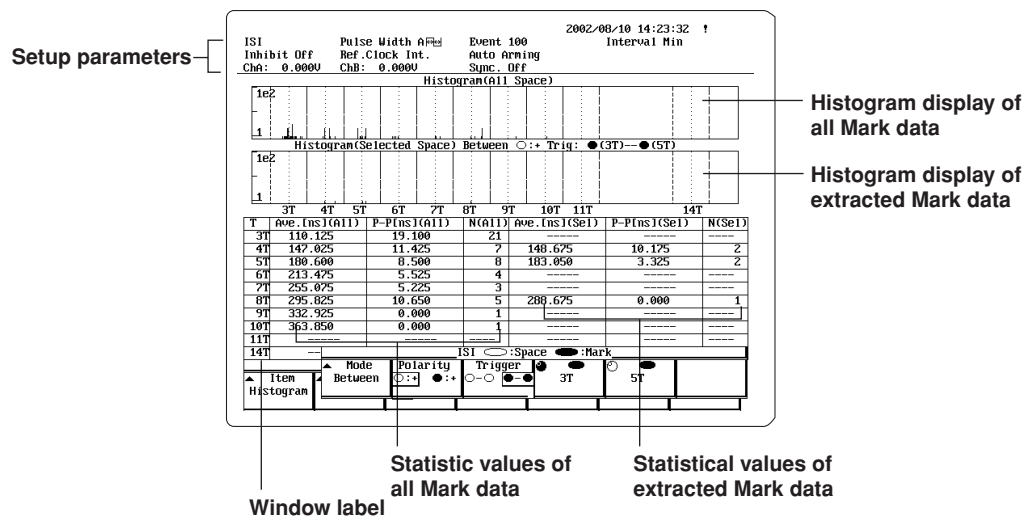 2002/08/10 14:23:32 !
ISI Pulse Width A Event 100 Interval Min
Inhibit Off Ref.Clock Int. Auto Arming
ChA: 0.000V ChB: 0.000V Sync. Off
Setup parameters
Histogram(All Space)
1e2
1
Histogram display of
all Mark data
Histogram(Selected Space) Between ○:+ Trig: ●(3T)--●(5T)
1e2
1
Histogram display of
extracted Mark data
3T 4T 5T 6T 7T 8T 9T 10T 11T 14T
T Ave.[ns](All) P-P[ns](All) N(All) Ave.[ns](Sel) P-P[ns](Sel) N(Sel)
3T 110.125 19.100 21 ----- ----- ----
4T 147.025 11.425 7 148.675 10.175 2
5T 180.600 8.500 8 183.050 3.325 2
6T 213.475 5.525 4 ----- ----- ----
7T 255.075 5.225 3 ----- ----- ----
8T 295.825 10.650 5 288.675 0.000 1
9T 332.925 0.000 1 ----- ----- ----
10T 363.850 0.000 1 ----- ----- ----
11T ----- ----- ---- ----- ----- ----
14T --
ISI :Space :Mark
Mode Polarity Trigger
Item Between ○:+ ●:+ ○-○ ●-● 3T 5T
Histogram
Statistic values of
all Mark data
Statistical values of
extracted Mark data
Window label